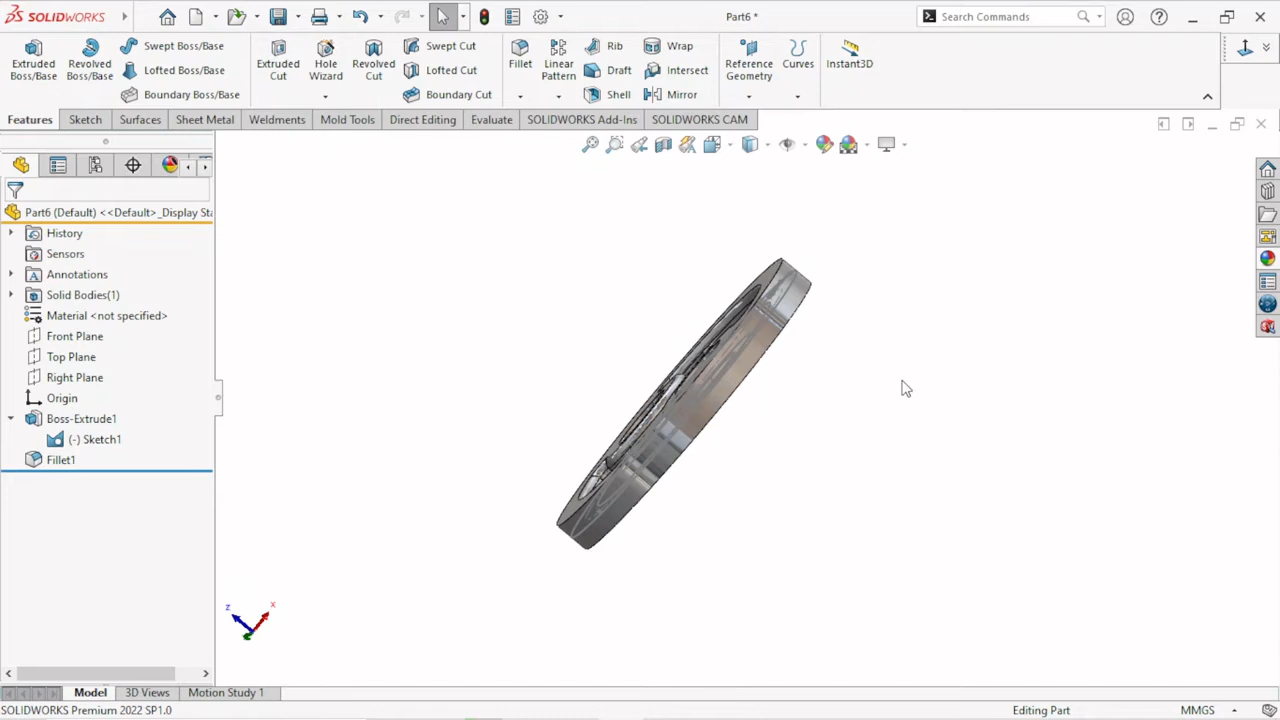 SOLIDWORKS
Part6 *
Search Commands
Extruded Boss/Base
Revolved Boss/Base
Swept Boss/Base
Lofted Boss/Base
Boundary Boss/Base
Extruded Cut
Hole Wizard
Revolved Cut
Swept Cut
Lofted Cut
Boundary Cut
Fillet
Linear Pattern
Rib
Draft
Shell
Wrap
Intersect
Mirror
Reference Geometry
Curves
Instant3D
Features Sketch Surfaces Sheet Metal Weldments Mold Tools Direct Editing Evaluate SOLIDWORKS Add-Ins SOLIDWORKS CAM
Part6 (Default) <<Default>_Display Sta
History
Sensors
Annotations
Solid Bodies(1)
Material <not specified>
Front Plane
Top Plane
Right Plane
Origin
Boss-Extrude1
(-) Sketch1
Fillet1
z x
Model 3D Views Motion Study 1
SOLIDWORKS Premium 2022 SP1.0 Editing Part MMGS